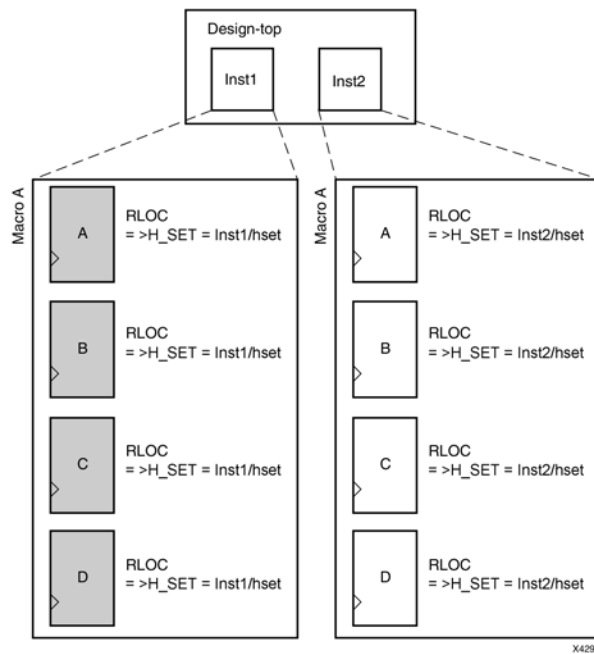 Design-top
Inst1
Inst2
Macro A
A
RLOC
= >H_SET = Inst1/hset
B
RLOC
= >H_SET = Inst1/hset
C
RLOC
= >H_SET = Inst1/hset
D
RLOC
= >H_SET = Inst1/hset
Macro A
A
RLOC
= >H_SET = Inst2/hset
B
RLOC
= >H_SET = Inst2/hset
C
RLOC
= >H_SET = Inst2/hset
D
RLOC
= >H_SET = Inst2/hset
X429